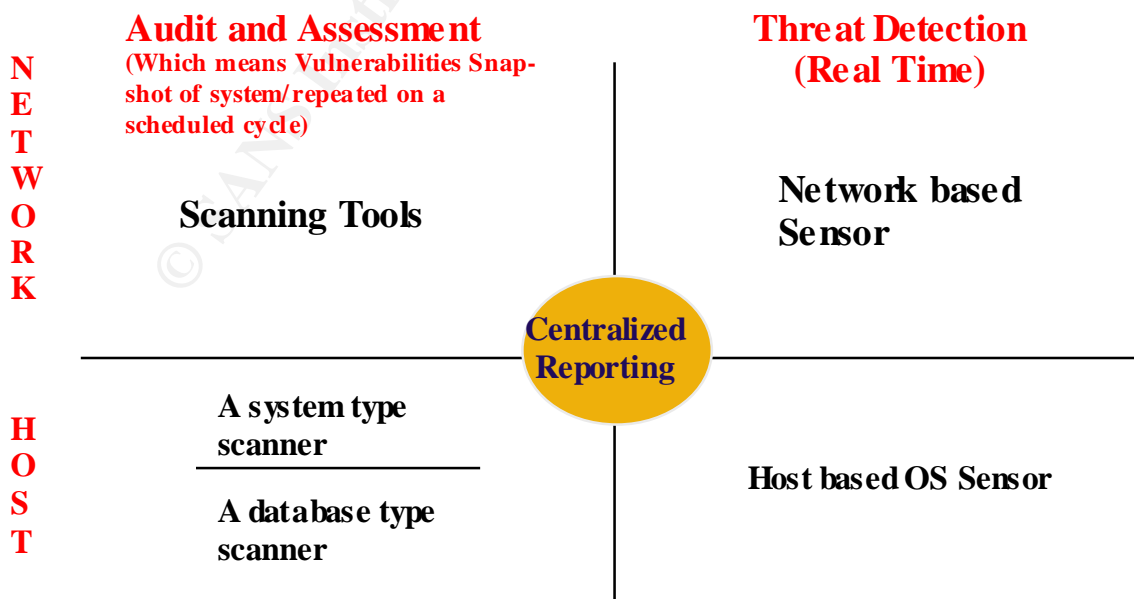 Audit and Assessment
(Which means Vulnerabilities Snap-
shot of system/repeated on a
scheduled cycle)
Threat Detection
(Real Time)
N
E
T
W
O
R
K
Scanning Tools
Network based
Sensor
Centralized
Reporting
H
O
S
T
A system type
scanner
A database type
scanner
Host based OS Sensor
© SANS